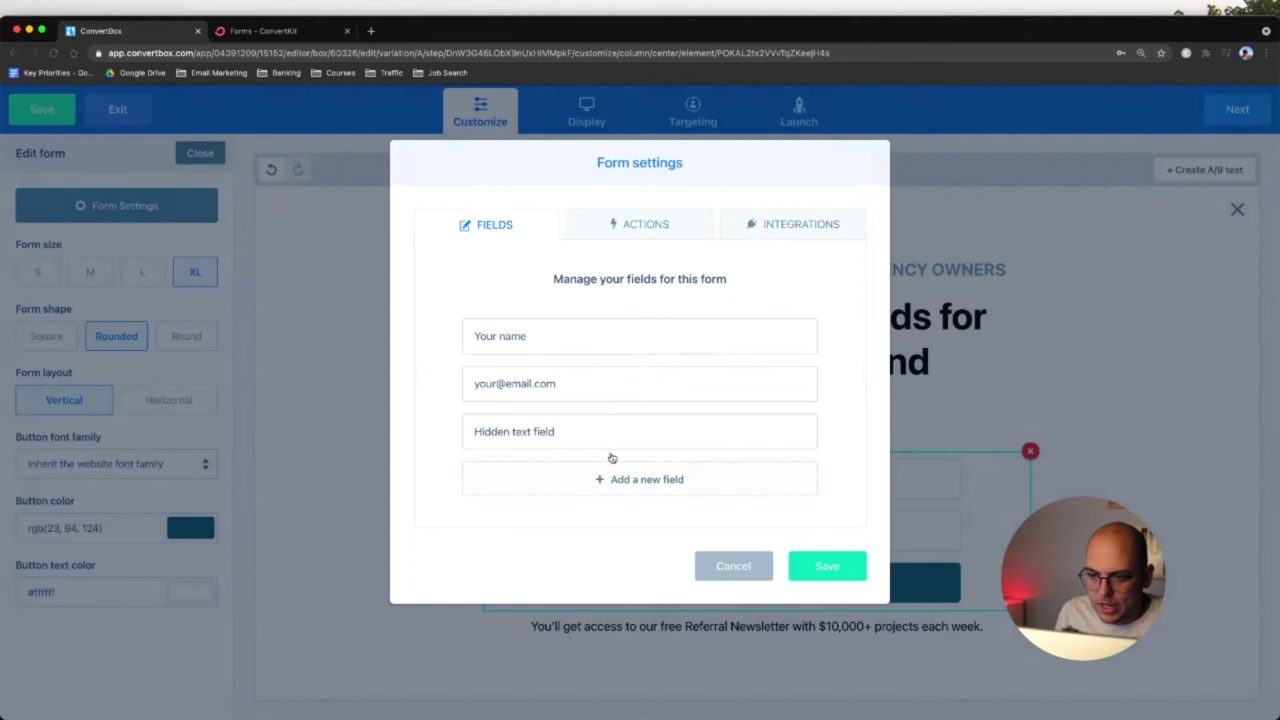 ConvertBox
Forms - ConvertKit
app.convertbox.com/app/04391209/15152/editor/box/60326/edit/variation/A/step/DnW3G46LObX9nUxHIMMpkF/customize/column/center/element/POKAL2tx2VVvTqZKeejH4s
Key Priorities - Go...
Google Drive
Email Marketing
Banking
Courses
Traffic
Job Search
Save
Exit
Customize
Display
Targeting
Launch
Next
Edit form
Close
Form settings
+ Create A/B test
Form Settings
FIELDS
ACTIONS
INTEGRATIONS
Form size
S
M
L
XL
NCY OWNERS
Manage your fields for this form
Form shape
Square
Rounded
Round
Your name
ds for
nd
Form layout
Vertical
Horizontal
your@email.com
Button font family
Inherit the website font family
Hidden text field
+ Add a new field
Button color
rgb(23, 94, 124)
Button text color
#ffffff
Cancel
Save
You'll get access to our free Referral Newsletter with $10,000+ projects each week.